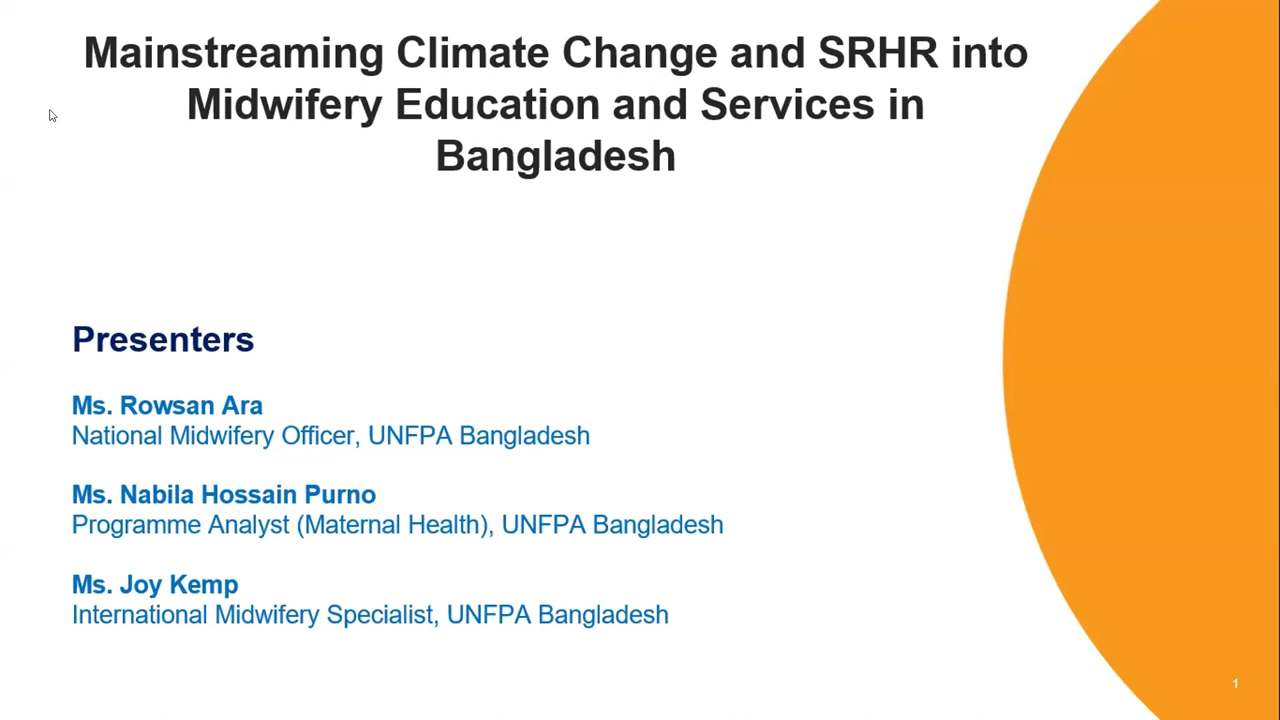 Mainstreaming Climate Change and SRHR into
Midwifery Education and Services in
Bangladesh
Presenters
Ms. Rowsan Ara
National Midwifery Officer, UNFPA Bangladesh
Ms. Nabila Hossain Purno
Programme Analyst (Maternal Health), UNFPA Bangladesh
Ms. Joy Kemp
International Midwifery Specialist, UNFPA Bangladesh
1